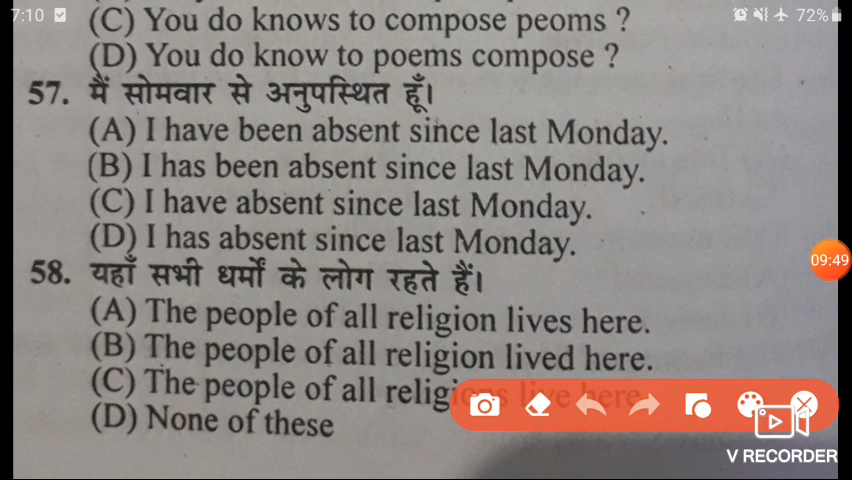 7:10
72%
(C) You do knows to compose peoms ?
(D) You do know to poems compose ?
57. मैं सोमवार से अनुपस्थित हूँ।
(A) I have been absent since last Monday.
(B) I has been absent since last Monday.
(C) I have absent since last Monday.
(D) I has absent since last Monday.
09:49
58. यहाँ सभी धर्मों के लोग रहते हैं।
(A) The people of all religion lives here.
(B) The people of all religion lived here.
(C) The people of all religions live here
(D) None of these
V RECORDER